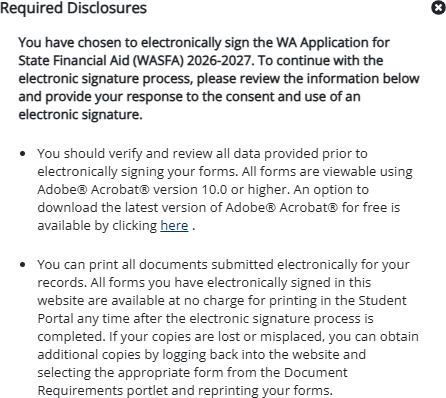 Required Disclosures
You have chosen to electronically sign the WA Application for
State Financial Aid (WASFA) 2026-2027. To continue with the
electronic signature process, please review the information below
and provide your response to the consent and use of an
electronic signature.
• You should verify and review all data provided prior to
electronically signing your forms. All forms are viewable using
Adobe® Acrobat® version 10.0 or higher. An option to
download the latest version of Adobe® Acrobat® for free is
available by clicking here .
• You can print all documents submitted electronically for your
records. All forms you have electronically signed in this
website are available at no charge for printing in the Student
Portal any time after the electronic signature process is
completed. If your copies are lost or misplaced, you can obtain
additional copies by logging back into the website and
selecting the appropriate form from the Document
Requirements portlet and reprinting your forms.